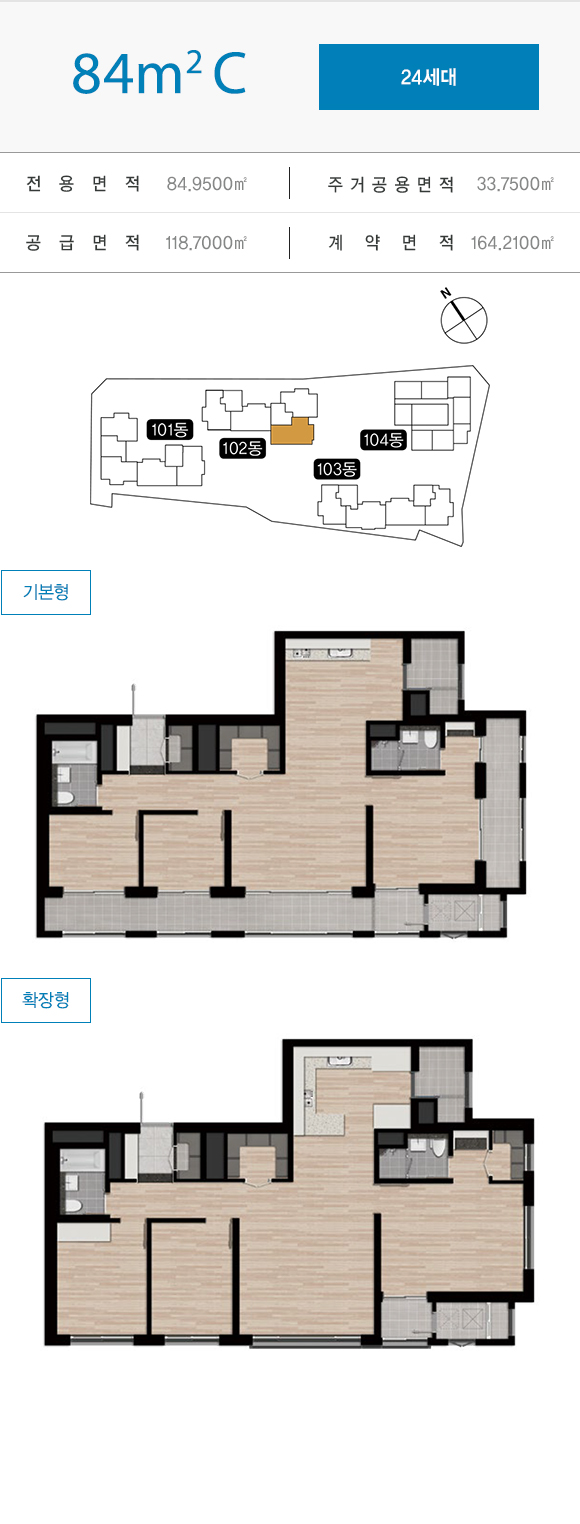 84m² C
24세대
전용면적 84.9500㎡ 주거공용면적 33.7500㎡
공급면적 118.7000㎡ 계약면적 164.2100㎡
N
101동
102동
104동
103동
기본형
확장형